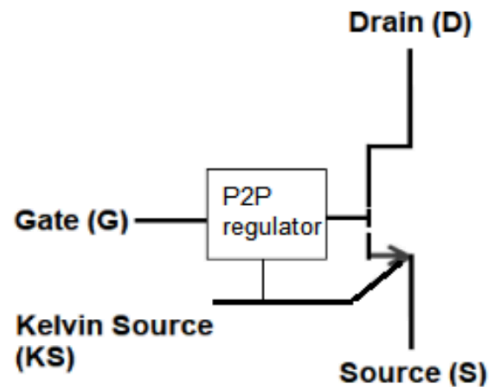 Drain (D)
P2P
regulator
Gate (G)
Kelvin Source
(KS)
Source (S)